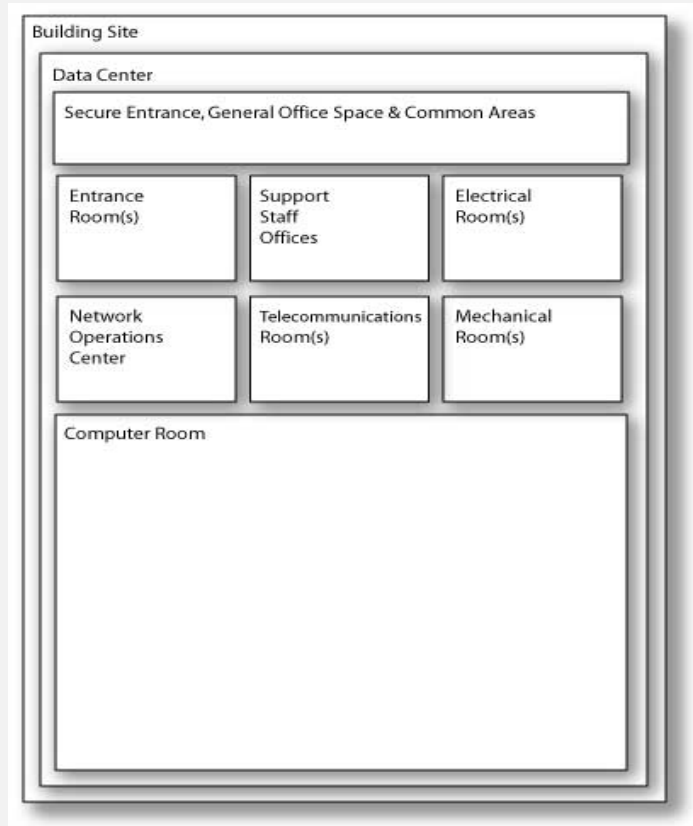 Building Site
Data Center
Secure Entrance, General Office Space & Common Areas
Entrance
Room(s)
Support
Staff
Offices
Electrical
Room(s)
Network
Operations
Center
Telecommunications
Room(s)
Mechanical
Room(s)
Computer Room